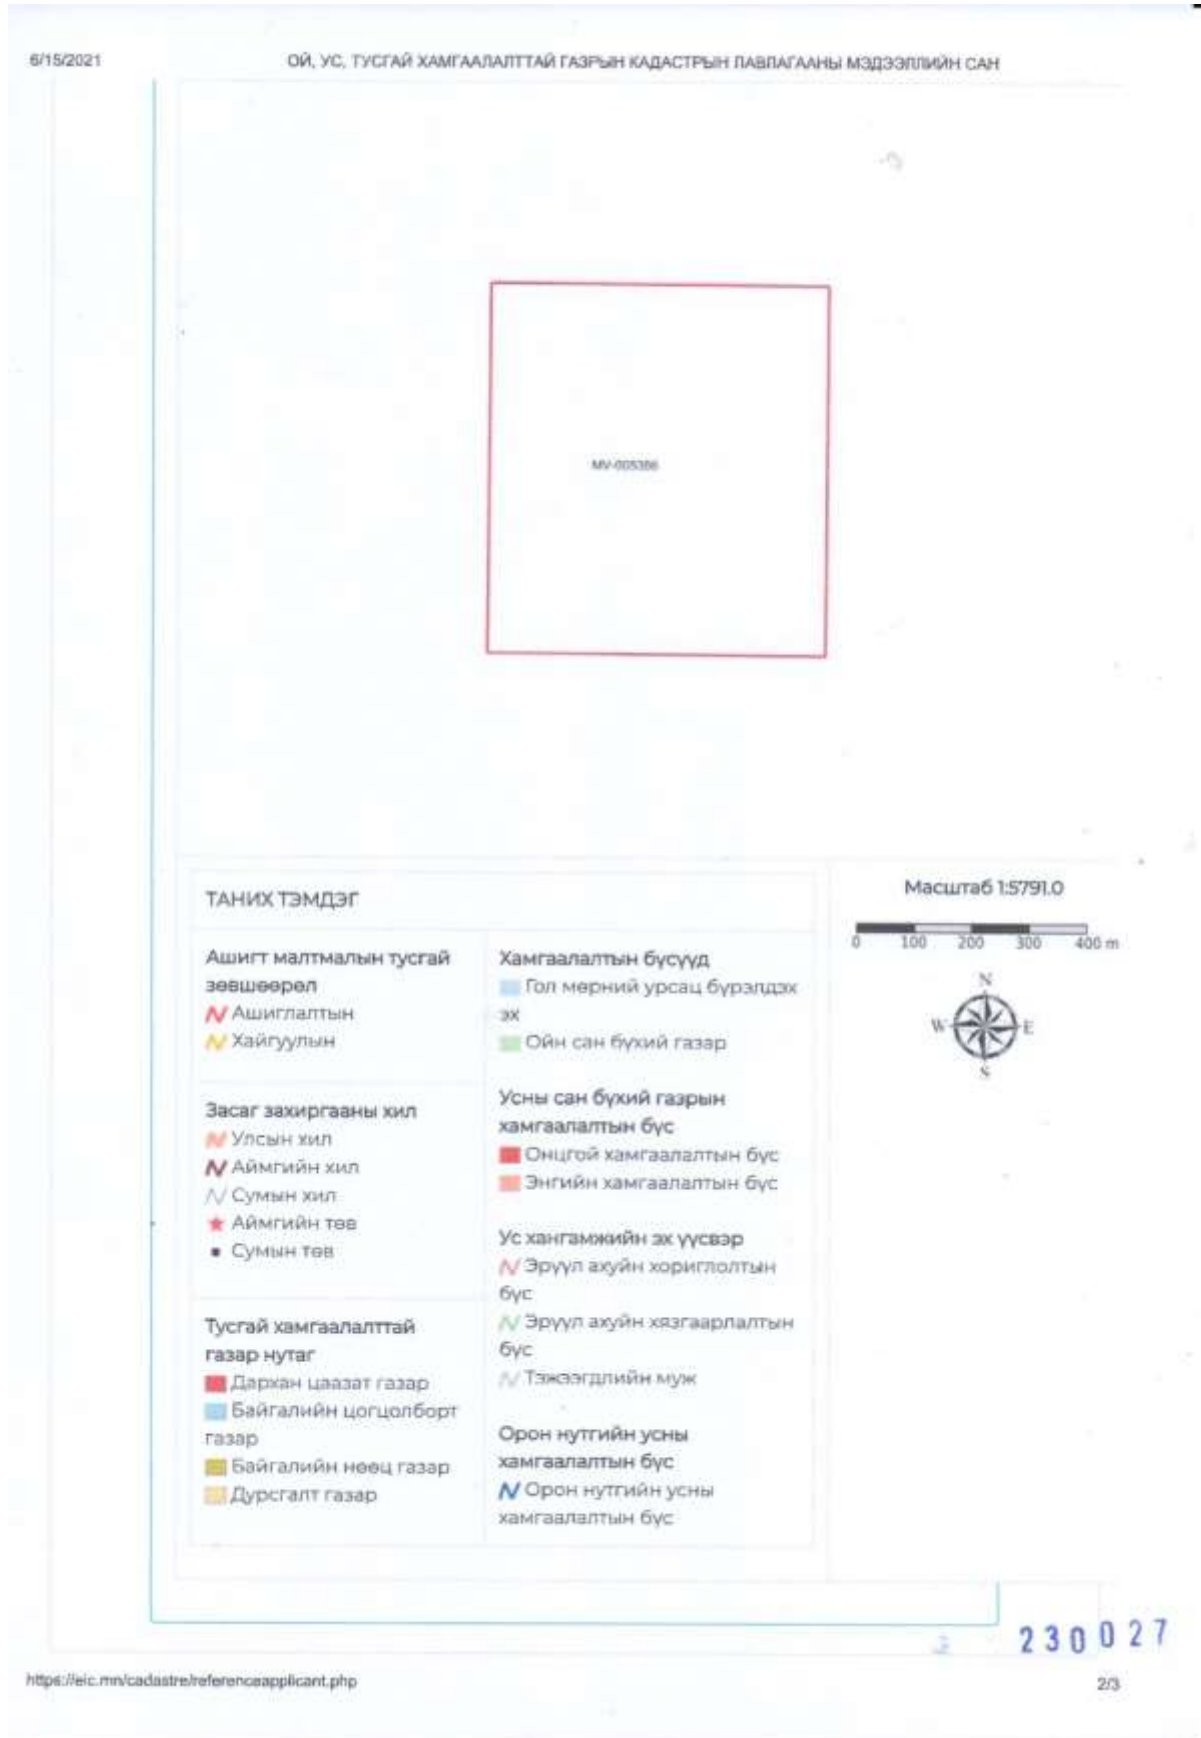 6/15/2021
ОЙ, УС, ТУСГАЙ ХАМГААЛАЛТТАЙ ГАЗРЫН КАДАСТРЫН ЛАВЛАГААНЫ МЭДЭЭЛЛИЙН САН
MV-005386
ТАНИХ ТЭМДЭГ
Ашигт малтмалын тусгай
зөвшөөрөл
Ашиглалтын
Хайгуулын
Засаг захиргааны хил
Улсын хил
Аймгийн хил
Сумын хил
Аймгийн төв
Сумын төв
Тусгай хамгаалалттай
газар нутаг
Дархан цаазат газар
Байгалийн цогцолборт
газар
Байгалийн нөөц газар
Дурсгалт газар
Хамгаалалтын бүсүүд
Гол мөрний урсац бүрэлдэх
эх
Ойн сан бүхий газар
Усны сан бүхий газрын
хамгаалалтын бүс
Онцгой хамгаалалтын бүс
Энгийн хамгаалалтын бүс
Ус хангамжийн эх үүсвэр
Эрүүл ахуйн хориглолтын
бүс
Эрүүл ахуйн хязгаарлалтын
бүс
Тэжээгдлийн муж
Орон нутгийн усны
хамгаалалтын бүс
Орон нутгийн усны
хамгаалалтын бүс
Масштаб 1:5791.0
0 100 200 300 400 m
N
W E
S
230027
https://eic.mn/cadastre/referenceapplicant.php
2/3